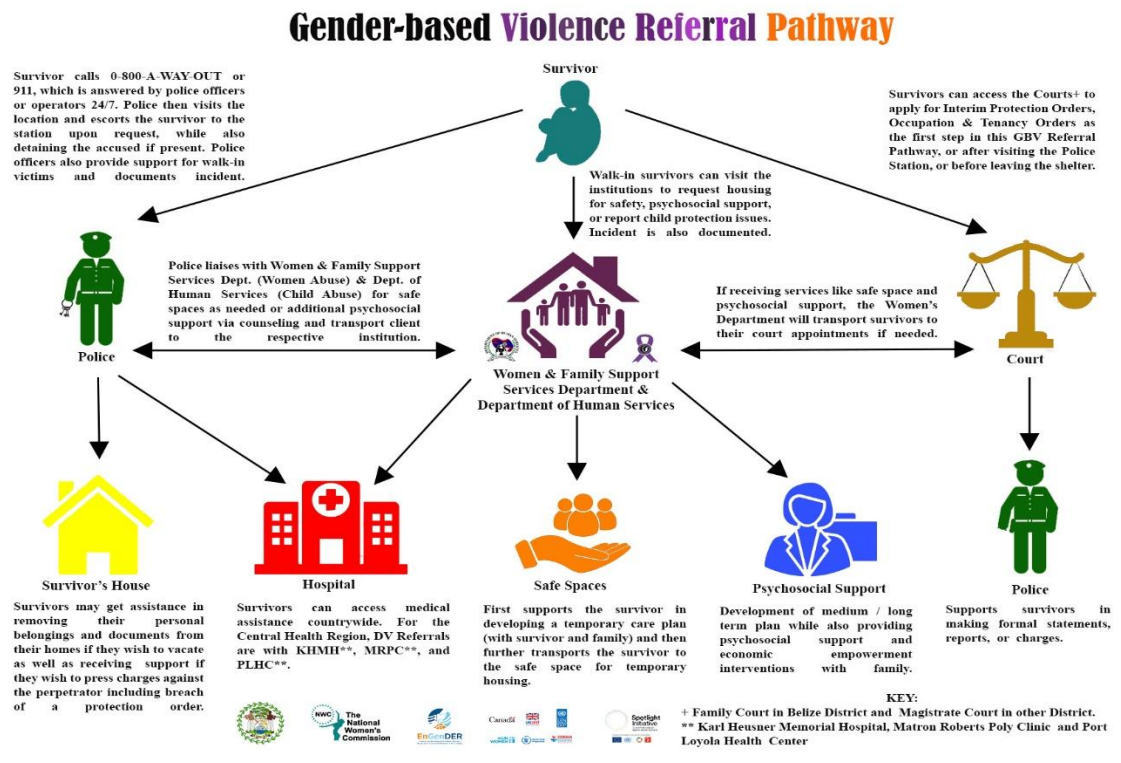 Gender-based Violence Referral Pathway
Survivor calls 0-800-A-WAY-OUT or
911, which is answered by police officers
or operators 24/7. Police then visits the
location and escorts the survivor to the
station upon request, while also
detaining the accused if present. Police
officers also provide support for walk-in
victims and documents incident.
Survivor
Survivors can access the Courts+ to
apply for Interim Protection Orders,
Occupation & Tenancy Orders as
the first step in this GBV Referral
Pathway, or after visiting the Police
Station, or before leaving the shelter.
Walk-in survivors can visit the
institutions to request housing
for safety, psychosocial support,
or report child protection issues.
Incident is also documented.
Police liaises with Women & Family Support
Services Dept. (Women Abuse) & Dept. of
Human Services (Child Abuse) for safe
spaces as needed or additional psychosocial
support via counseling and transport client
to the respective institution.
If receiving services like safe space and
psychosocial support, the Women's
Department will transport survivors to
their court appointments if needed.
Police
Women & Family Support
Services Department &
Department of Human Services
Court
Survivor's House
Survivors may get assistance in
removing their personal
belongings and documents from
their homes if they wish to vacate
as well as receiving support if
they wish to press charges against
the perpetrator including breach
of a protection order.
Hospital
Survivors can access medical
assistance countrywide. For the
Central Health Region, DV Referrals
are with KHMH**, MRPC**, and
PLHC**.
Safe Spaces
First supports the survivor in
developing a temporary care plan
(with survivor and family) and then
further transports the survivor to
the safe space for temporary
housing.
Psychosocial Support
Development of medium / long
term plan while also providing
psychosocial support and
economic empowerment
interventions with family.
Police
Supports survivors in
making formal statements,
reports, or charges.
KEY:
+ Family Court in Belize District and Magistrate Court in other District.
** Karl Heusner Memorial Hospital, Matron Roberts Poly Clinic and Port
Loyola Health Center
NWC
The
National
Women's
Commission
EnGenDER
Canada
Spotlight
Initiative